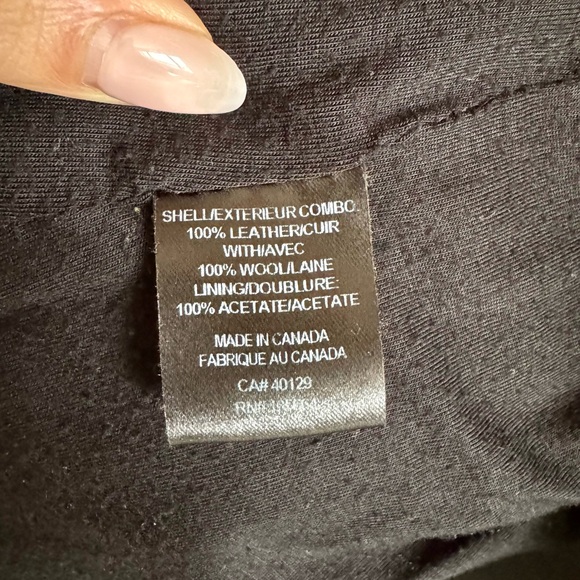 SHELL/EXTERIEUR COMBO.
100% LEATHER/CUIR
WITH/AVEC
100% WOOL/LAINE
LINING/DOUBLURE:
100% ACETATE/ACETATE
MADE IN CANADA
FABRIQUE AU CANADA
CA# 40129
RN#